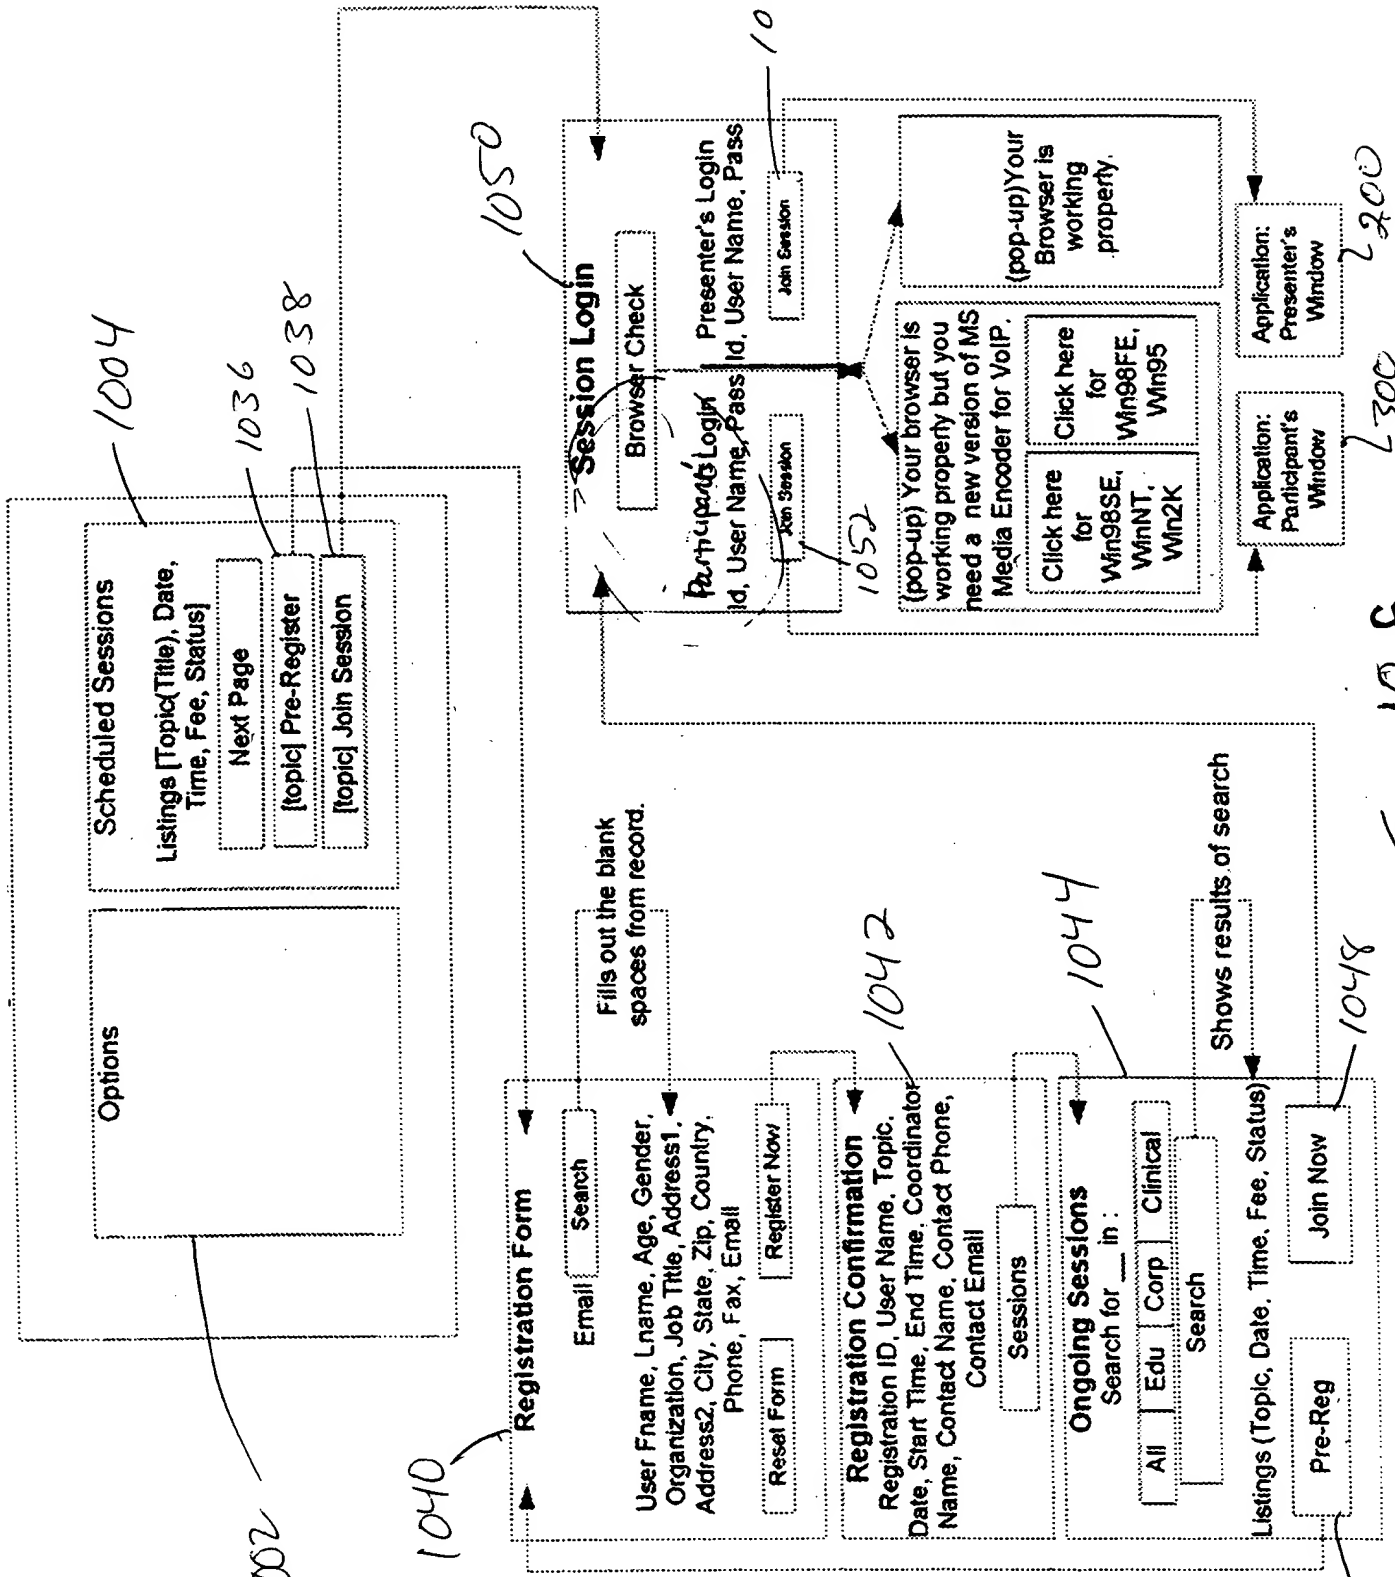 Options
002
Scheduled Sessions
Listings [Topic(Title), Date,
Time, Fee, Status]
Next Page
[topic] Pre-Register
[topic] Join Session
1004
1036
1038
1040
Registration Form
Email
Search
Fills out the blank
spaces from record.
User Fname, Lname, Age, Gender,
Organization, Job Title, Address1,
Address2, City, State, Zip, Country,
Phone, Fax, Email
Reset Form
Register Now
1042
Registration Confirmation
Registration ID, User Name, Topic,
Date, Start Time, End Time, Coordinator
Name, Contact Name, Contact Phone,
Contact Email
Sessions
1044
Ongoing Sessions
Search for __ in :
All
Edu
Corp
Clinical
Search
Shows results of search
Listings (Topic, Date, Time, Fee, Status)
Pre-Reg
Join Now
1048
1050
Session Login
Browser Check
Participant's Login
Id, User Name, Pass
Join Session
1052
Presenter's Login
Id, User Name, Pass
Join Session
10
(pop-up) Your browser is
working properly but you
need a new version of MS
Media Encoder for VoIP.
Click here
for
Win98SE,
WinNT,
Win2K
Click here
for
Win98FE,
Win95
(pop-up)Your
Browser is
working
properly.
Application:
Participant's
Window
300
Application:
Presenter's
Window
200